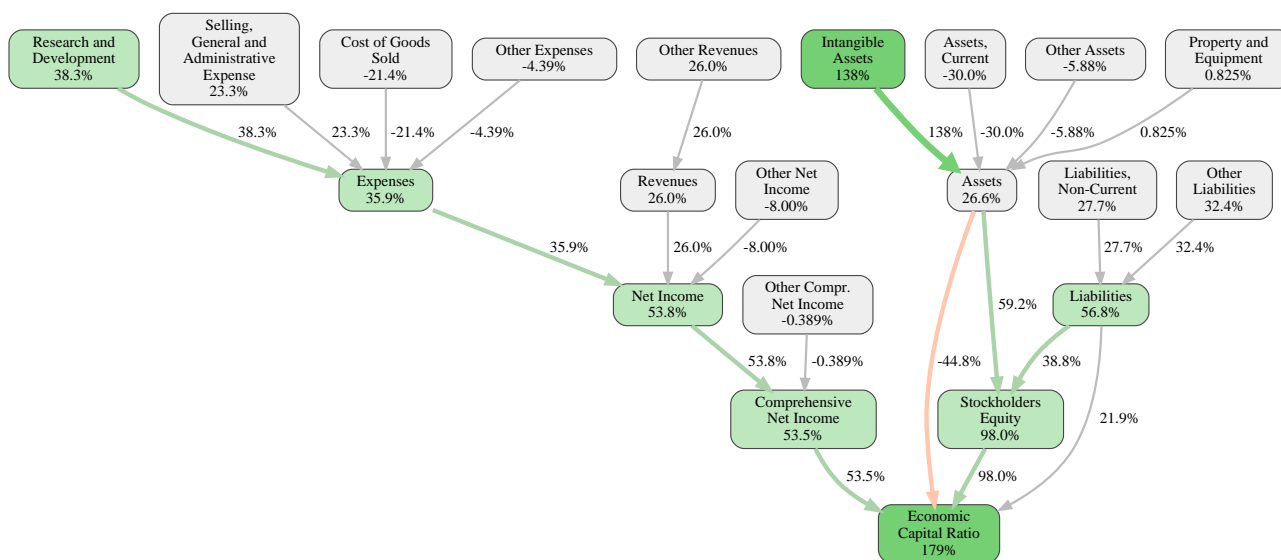 Research and
Development
38.3%
Selling,
General and
Administrative
Expense
23.3%
Cost of Goods
Sold
-21.4%
Other Expenses
-4.39%
Other Revenues
26.0%
Intangible
Assets
138%
Assets,
Current
-30.0%
Other Assets
-5.88%
Property and
Equipment
0.825%
38.3%
23.3%
-21.4%
-4.39%
26.0%
138%
-30.0%
-5.88%
0.825%
Expenses
35.9%
Revenues
26.0%
Other Net
Income
-8.00%
Assets
26.6%
Liabilities,
Non-Current
27.7%
Other
Liabilities
32.4%
35.9%
26.0%
-8.00%
27.7%
32.4%
Net Income
53.8%
Other Compr.
Net Income
-0.389%
59.2%
Liabilities
56.8%
53.8%
-0.389%
-44.8%
38.8%
Comprehensive
Net Income
53.5%
Stockholders
Equity
98.0%
21.9%
53.5%
98.0%
Economic
Capital Ratio
179%